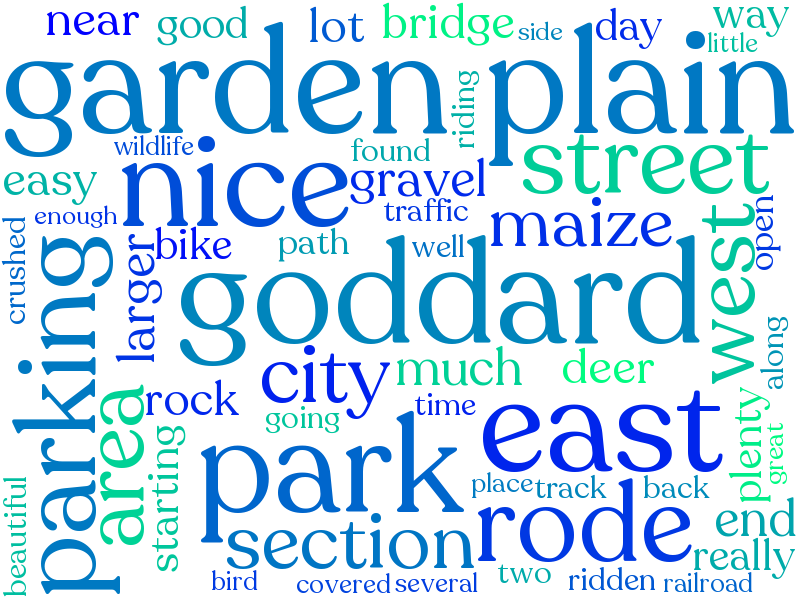 near
good
lot
bridge
side
day
way
little
garden
plain
riding
wildlife
found
street
easy
nice
gravel
enough
traffic
maize
open
crushed
larger
bike
path
well
west
goddard
parking
city
much
deer
along
area
rock
going
time
east
plenty
great
starting
park
place
track
back
beautiful
section
rode
end
really
bird
covered
several
two
ridden
railroad